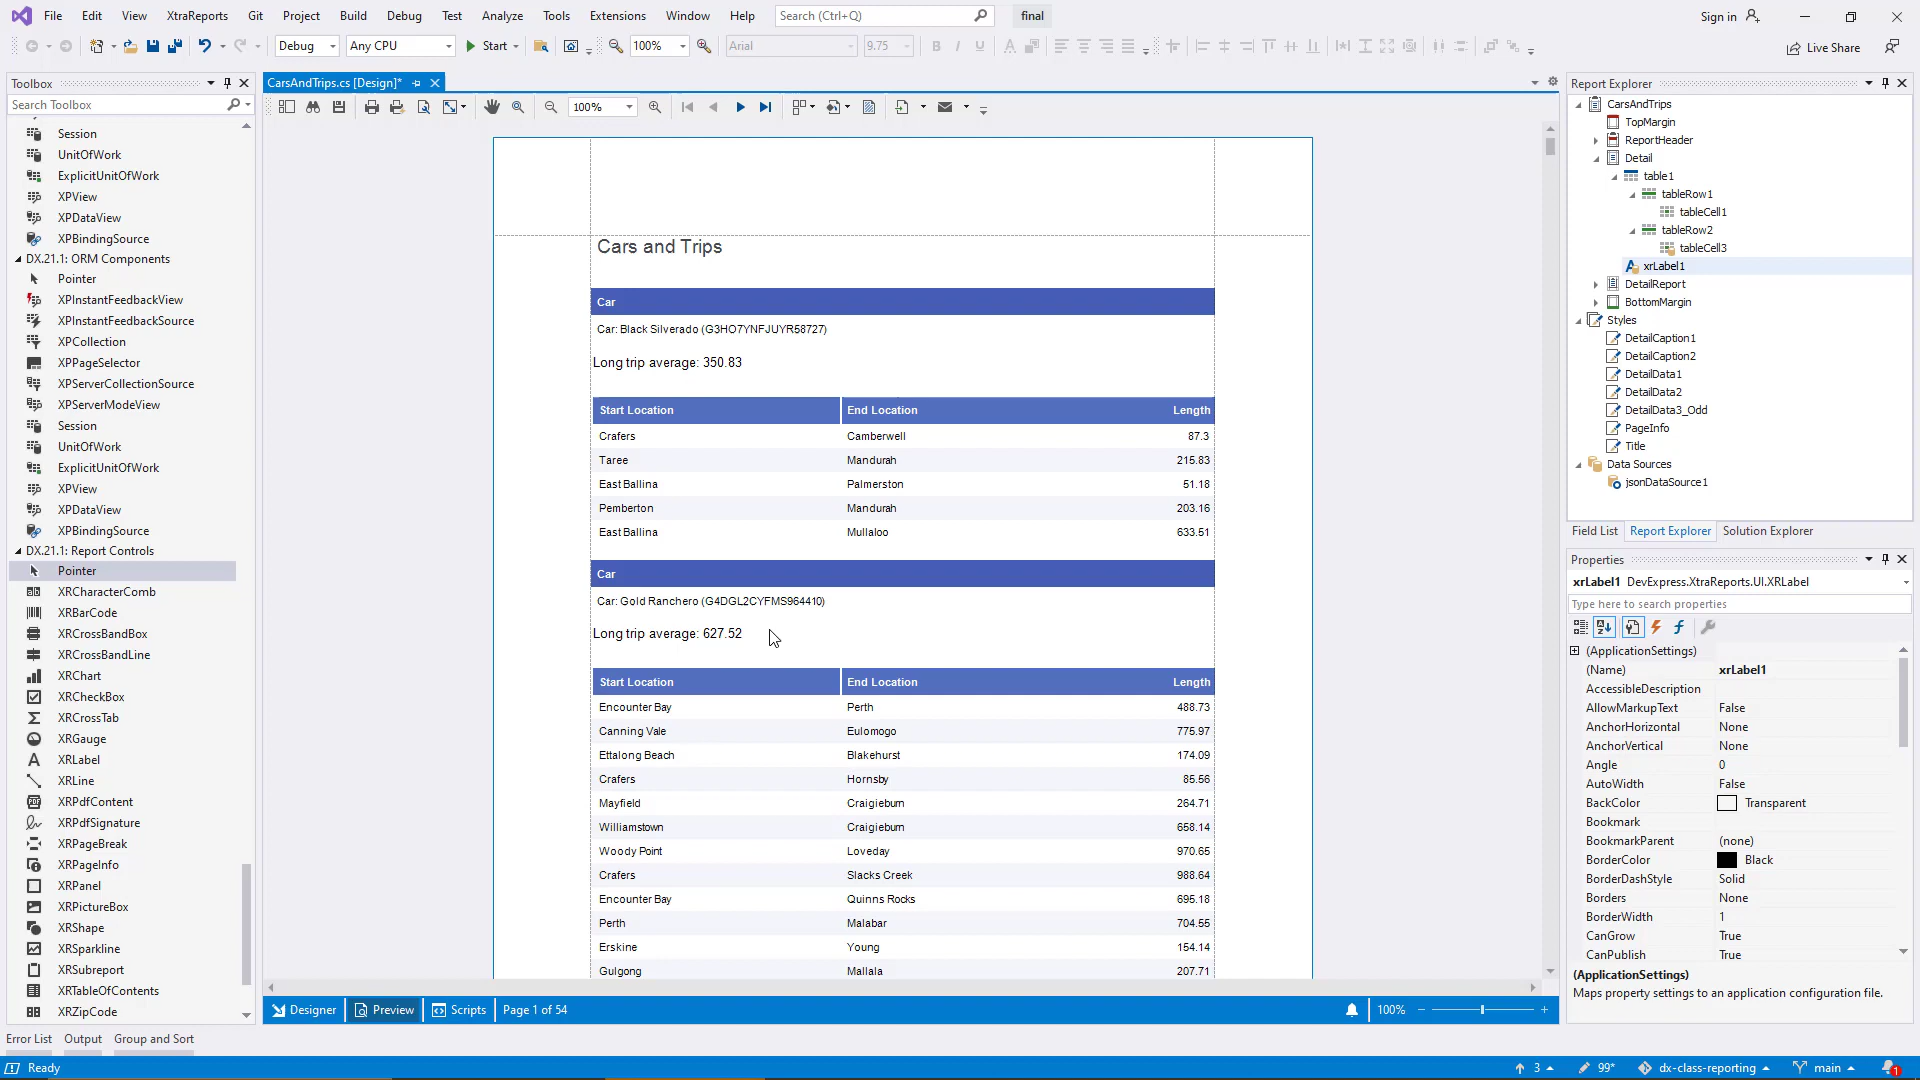 File Edit View XtraReports Git Project Build Debug Test Analyze Tools Extensions Window Help Search (Ctrl+Q) final Sign in
Debug Any CPU Start 100% Arial 9.75 B I U A Live Share
Toolbox
Search Toolbox
Session
UnitOfWork
ExplicitUnitOfWork
XPView
XPDataView
XPBindingSource
DX.21.1: ORM Components
Pointer
XPInstantFeedbackView
XPInstantFeedbackSource
XPCollection
XPPageSelector
XPServerCollectionSource
XPServerModeView
Session
UnitOfWork
ExplicitUnitOfWork
XPView
XPDataView
XPBindingSource
DX.21.1: Report Controls
Pointer
XRCharacterComb
XRBarCode
XRCrossBandBox
XRCrossBandLine
XRChart
XRCheckBox
XRCrossTab
XRGauge
XRLabel
XRLine
XRPdfContent
XRPdfSignature
XRPageBreak
XRPageInfo
XRPanel
XRPictureBox
XRShape
XRSparkline
XRSubreport
XRTableOfContents
XRZipCode
CarsAndTrips.cs [Design]*
100%
Cars and Trips
Car
Car: Black Silverado (G3HO7YNFJUYR58727)
Long trip average: 350.83
Start Location End Location Length
Crafers Camberwell 87.3
Taree Mandurah 215.83
East Ballina Palmerston 51.18
Pemberton Mandurah 203.16
East Ballina Mullaloo 633.51
Car
Car: Gold Ranchero (G4DGL2CYFMS964410)
Long trip average: 627.52
Start Location End Location Length
Encounter Bay Perth 488.73
Canning Vale Eulomogo 775.97
Ettalong Beach Blakehurst 174.09
Crafers Hornsby 85.56
Mayfield Craigieburn 264.71
Williamstown Craigieburn 658.14
Woody Point Loveday 970.65
Crafers Slacks Creek 988.64
Encounter Bay Quinns Rocks 695.18
Perth Malabar 704.55
Erskine Young 154.14
Gulgong Mallala 207.71
Designer Preview Scripts Page 1 of 54 100%
Report Explorer
CarsAndTrips
TopMargin
ReportHeader
Detail
table1
tableRow1
tableCell1
tableRow2
tableCell3
xrLabel1
DetailReport
BottomMargin
Styles
DetailCaption1
DetailCaption2
DetailData1
DetailData2
DetailData3_Odd
PageInfo
Title
Data Sources
jsonDataSource1
Field List Report Explorer Solution Explorer
Properties
xrLabel1 DevExpress.XtraReports.UI.XRLabel
Type here to search properties
(ApplicationSettings)
(Name) xrLabel1
AccessibleDescription
AllowMarkupText False
AnchorHorizontal None
AnchorVertical None
Angle 0
AutoWidth False
BackColor Transparent
Bookmark
BookmarkParent (none)
BorderColor Black
BorderDashStyle Solid
Borders None
BorderWidth 1
CanGrow True
CanPublish True
(ApplicationSettings)
Maps property settings to an application configuration file.
Error List Output Group and Sort
Ready 3 99* dx-class-reporting main 1